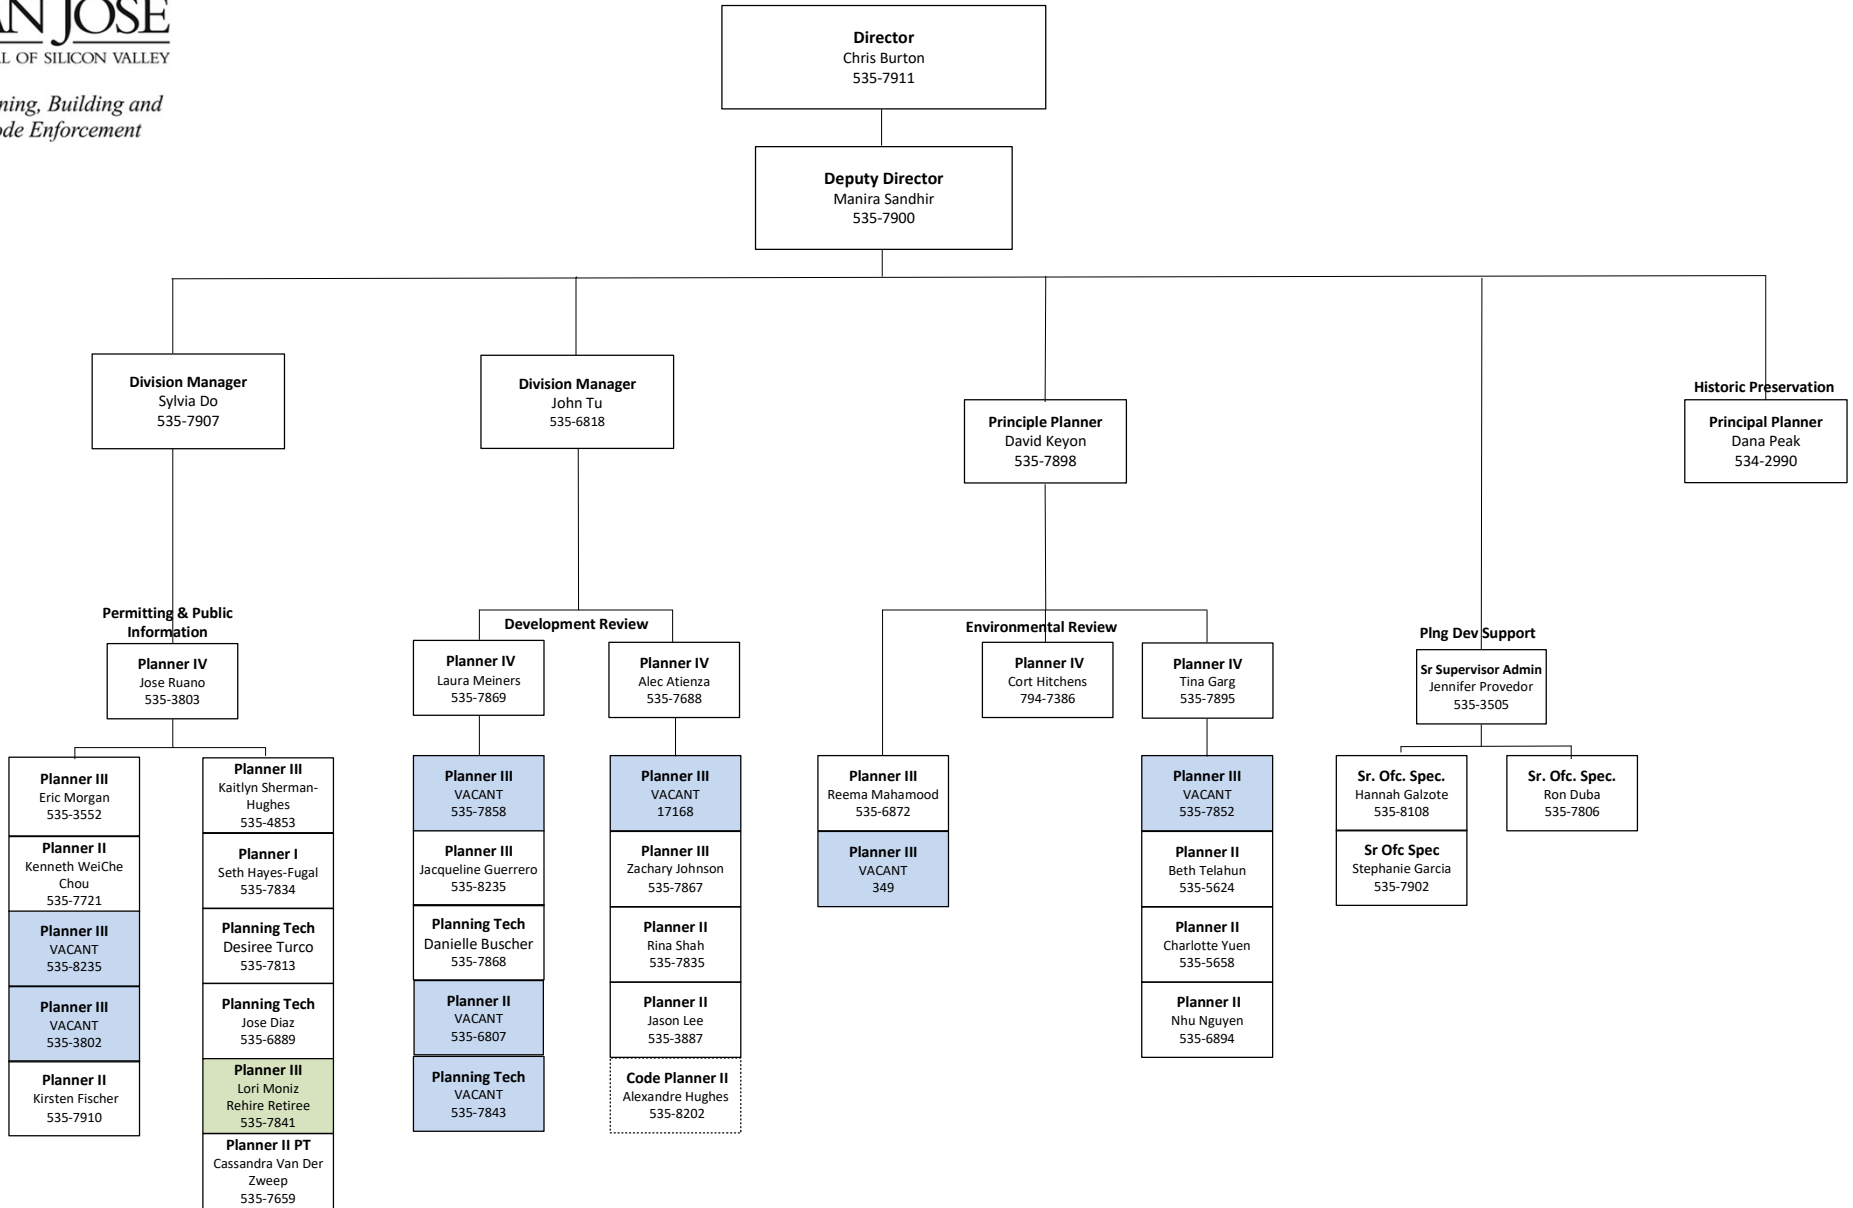 JOSE
OF SILICON VALLEY
Building and
Enforcement
Director
Chris Burton
535-7911
Deputy Director
Manira Sandhir
535-7900
Division Manager
Sylvia Do
535-7907
Division Manager
John Tu
535-6818
Principle Planner
David Keyon
535-7898
Historic Preservation
Principal Planner
Dana Peak
534-2990
Permitting & Public
Information
Planner IV
Jose Ruano
535-3803
Planner III
Eric Morgan
535-3552
Planner II
Kenneth WeiChe
Chou
535-7721
Planner III
VACANT
535-8235
Planner III
VACANT
535-3802
Planner II
Kirsten Fischer
535-7910
Planner III
Kaitlyn Sherman-
Hughes
535-4853
Planner I
Seth Hayes-Fugal
535-7834
Planning Tech
Desiree Turco
535-7813
Planning Tech
Jose Diaz
535-6889
Planner III
Lori Moniz
Rehire Retiree
535-7841
Planner II PT
Cassandra Van Der
Zweep
535-7659
Development Review
Planner IV
Laura Meiners
535-7869
Planner III
VACANT
535-7858
Planner III
Jacqueline Guerrero
535-8235
Planning Tech
Danielle Buscher
535-7868
Planner II
VACANT
535-6807
Planning Tech
VACANT
535-7843
Planner IV
Alec Atienza
535-7688
Planner III
VACANT
17168
Planner III
Zachary Johnson
535-7867
Planner II
Rina Shah
535-7835
Planner II
Jason Lee
535-3887
Code Planner II
Alexandre Hughes
535-8202
Environmental Review
Planner III
Reema Mahamood
535-6872
Planner III
VACANT
349
Planner IV
Cort Hitchens
794-7386
Planner IV
Tina Garg
535-7895
Planner III
VACANT
535-7852
Planner II
Beth Telahun
535-5624
Planner II
Charlotte Yuen
535-5658
Planner II
Nhu Nguyen
535-6894
Plng Dev Support
Sr Supervisor Admin
Jennifer Provedor
535-3505
Sr. Ofc. Spec.
Hannah Galzote
535-8108
Sr Ofc Spec
Stephanie Garcia
535-7902
Sr. Ofc. Spec.
Ron Duba
535-7806